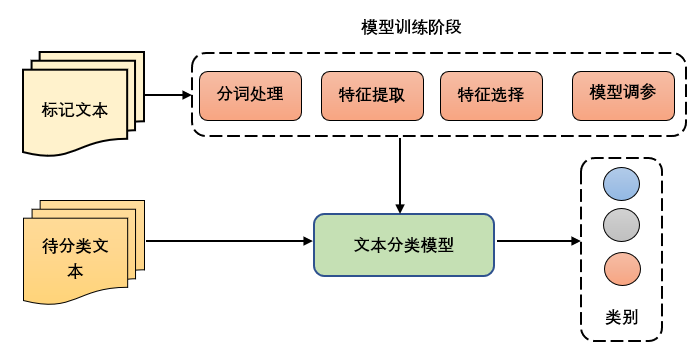 模型训练阶段
标记文本
分词处理
特征提取
特征选择
模型调参
待分类文
本
文本分类模型
类别